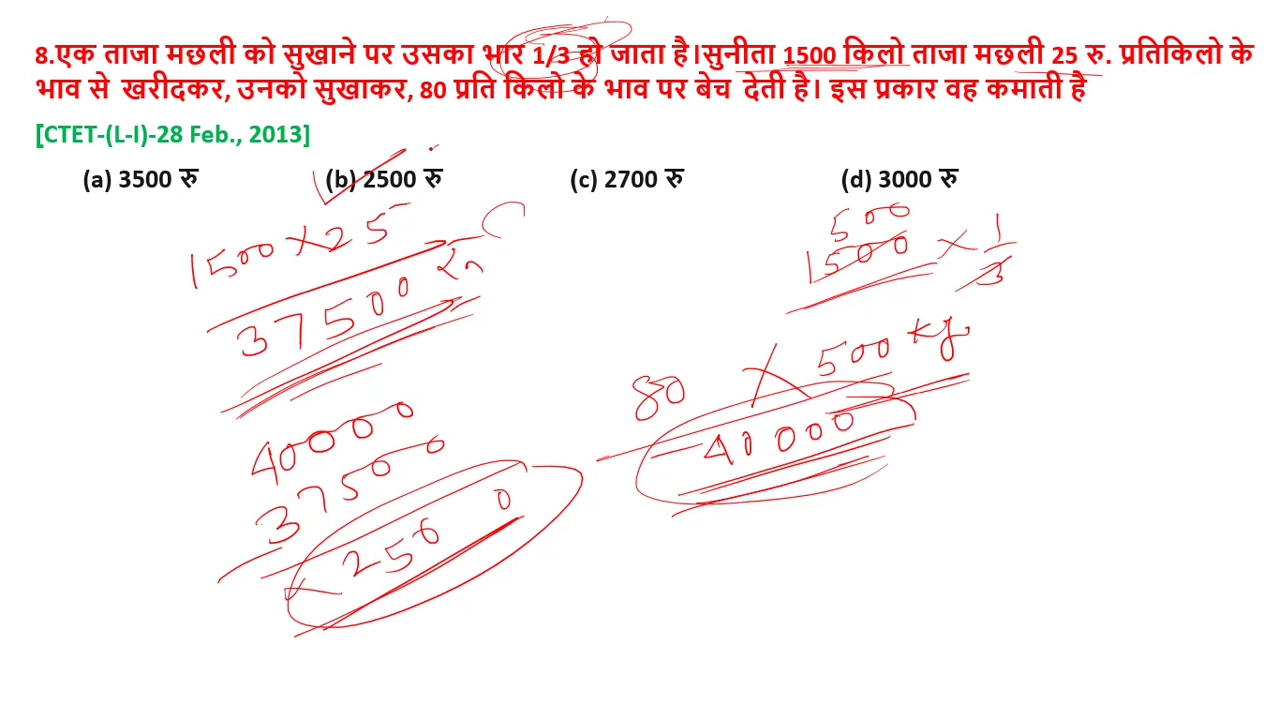 8.एक ताजा मछली को सुखाने पर उसका भार 1/3 हो जाता है।सुनीता 1500 किलो ताजा मछली 25 रु. प्रतिकिलो के
भाव से खरीदकर, उनको सुखाकर, 80 प्रति किलो के भाव पर बेच देती है। इस प्रकार वह कमाती है
[CTET-(L-I)-28 Feb., 2013]
(a) 3500 रु (b) 2500 रु (c) 2700 रु (d) 3000 रु
1500 × 25
37500 रु
500
1500 × 1/3
80 × 500 kg
40000
40000
37500
2500